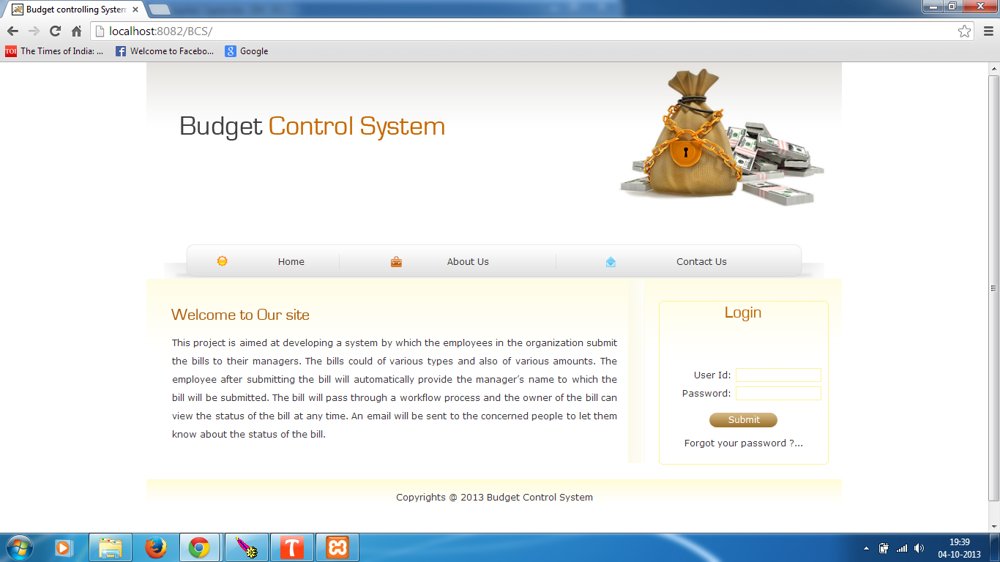 Budget controlling System
localhost:8082/BCS/
The Times of India: ...
Welcome to Facebo...
Google
Budget Control System
Home
About Us
Contact Us
Welcome to Our site
This project is aimed at developing a system by which the employees in the organization submit
the bills to their managers. The bills could of various types and also of various amounts. The
employee after submitting the bill will automatically provide the manager's name to which the
bill will be submitted. The bill will pass through a workflow process and the owner of the bill can
view the status of the bill at any time. An email will be sent to the concerned people to let them
know about the status of the bill.
Login
User Id:
Password:
Submit
Forgot your password ?...
Copyrights @ 2013 Budget Control System
19:39
04-10-2013